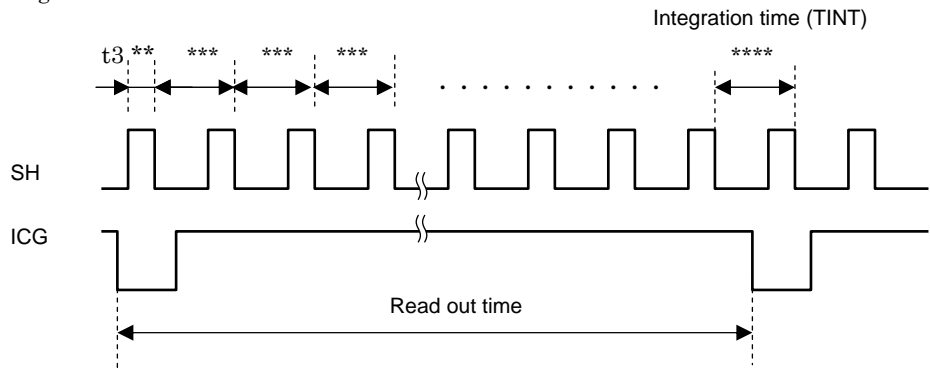 Integration time (TINT)
t3 ** *** *** *** ****
. . . . . . . . . . .
SH
ICG
Read out time